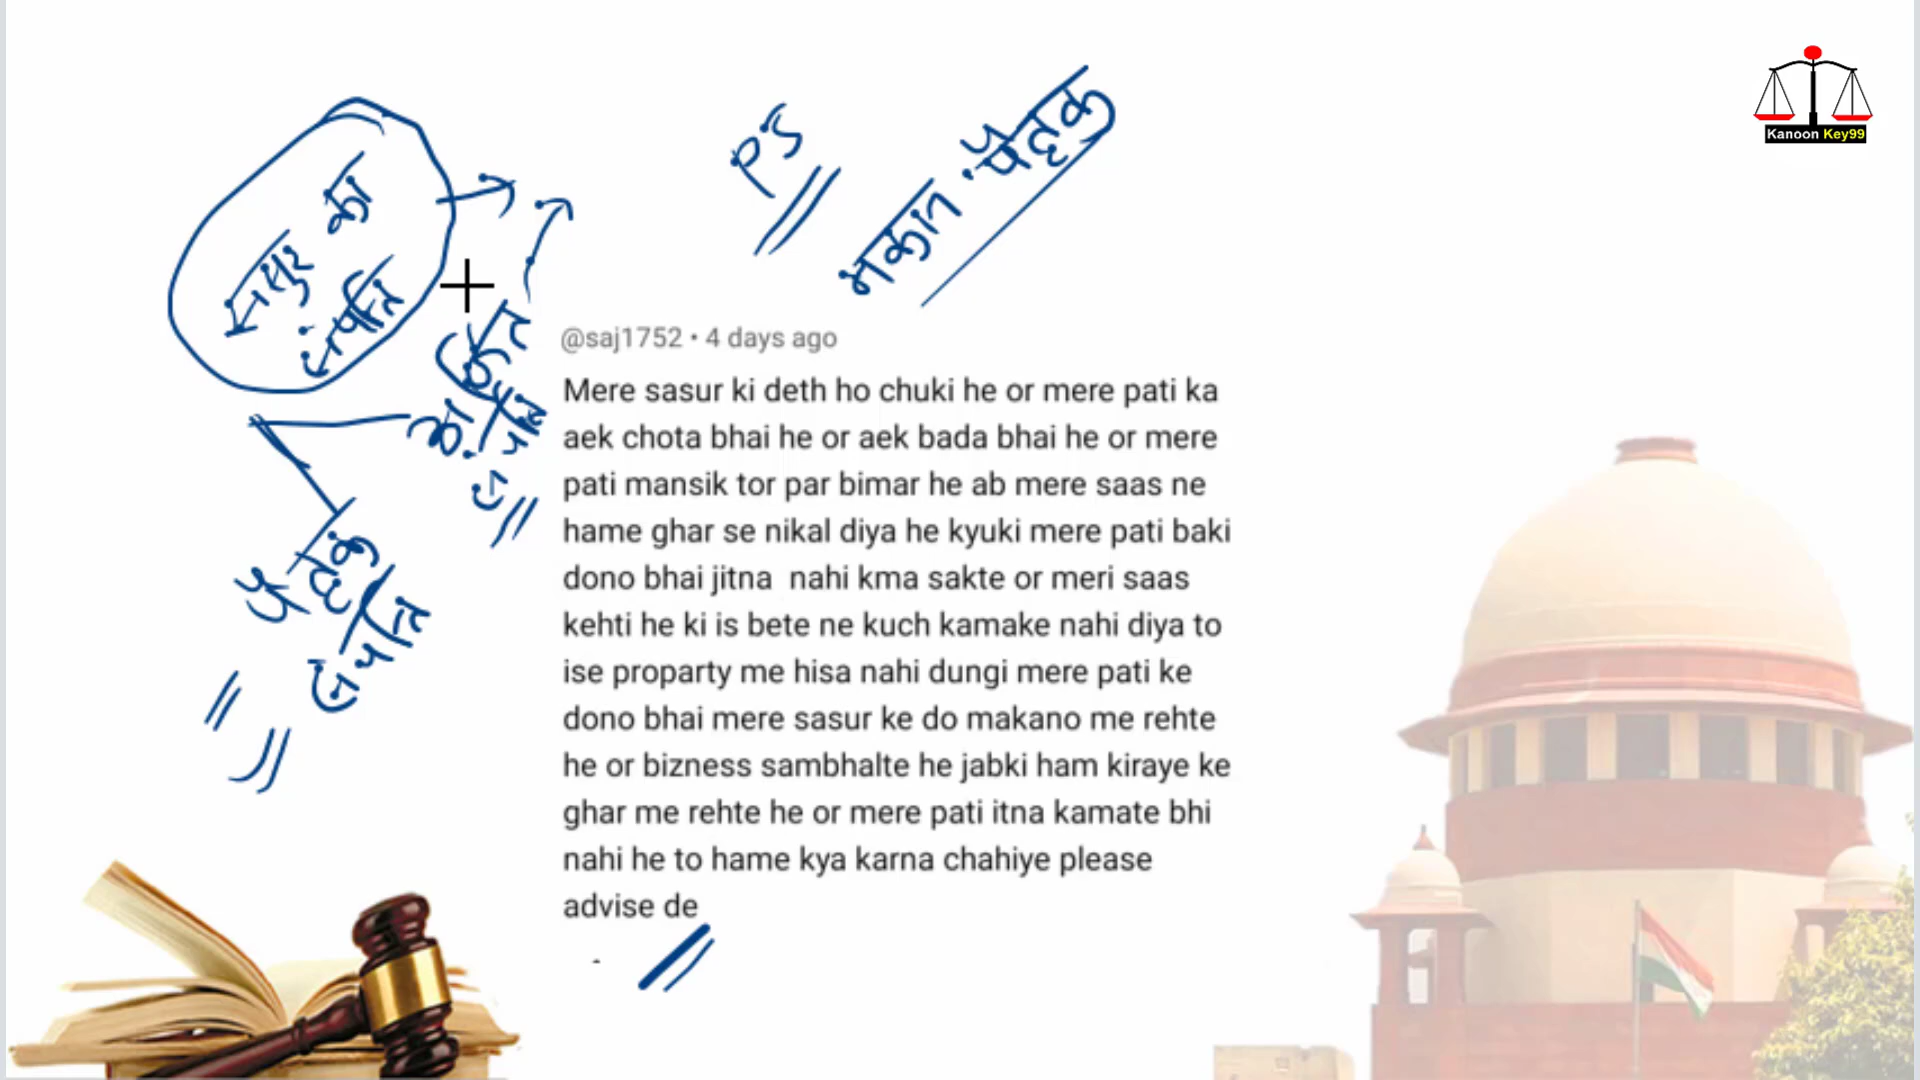 Kanoon Key99
PS
मकान पैतृक
ससुर का
संपत्ति
अर्जित
संपत्ति
पैतृक
संपत्ति
@saj1752 • 4 days ago
Mere sasur ki deth ho chuki he or mere pati ka
aek chota bhai he or aek bada bhai he or mere
pati mansik tor par bimar he ab mere saas ne
hame ghar se nikal diya he kyuki mere pati baki
dono bhai jitna nahi kma sakte or meri saas
kehti he ki is bete ne kuch kamake nahi diya to
ise proparty me hisa nahi dungi mere pati ke
dono bhai mere sasur ke do makano me rehte
he or bizness sambhalte he jabki ham kiraye ke
ghar me rehte he or mere pati itna kamate bhi
nahi he to hame kya karna chahiye please
advise de